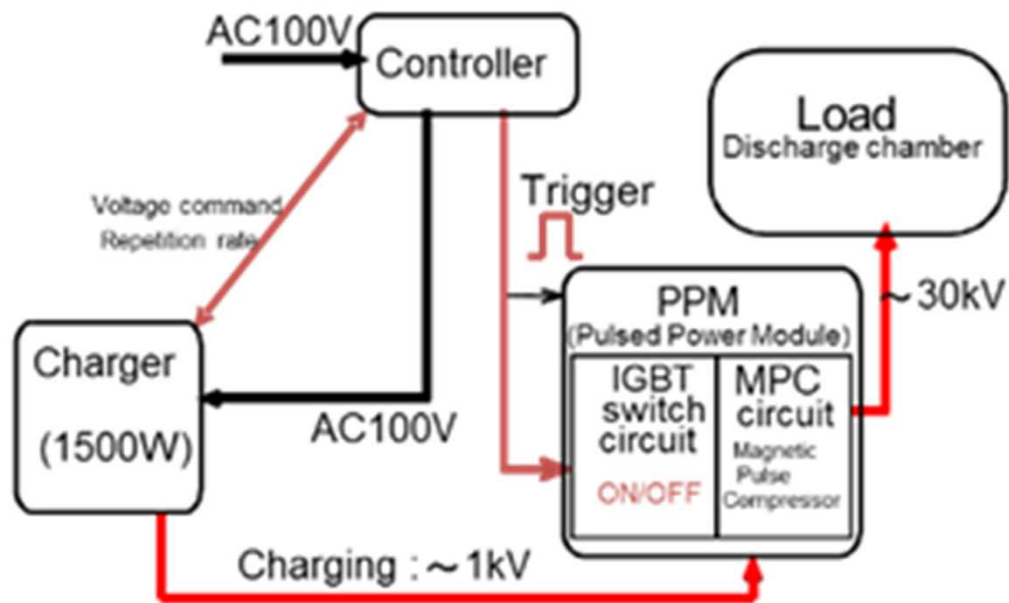 AC100V
Controller
Load
Discharge chamber
Voltage command
Repetition rate
Trigger
~30kV
PPM
(Pulsed Power Module)
Charger
(1500W)
AC100V
IGBT
switch
circuit
ON/OFF
MPC
circuit
Magnetic
Pulse
Compressor
Charging : ~1kV